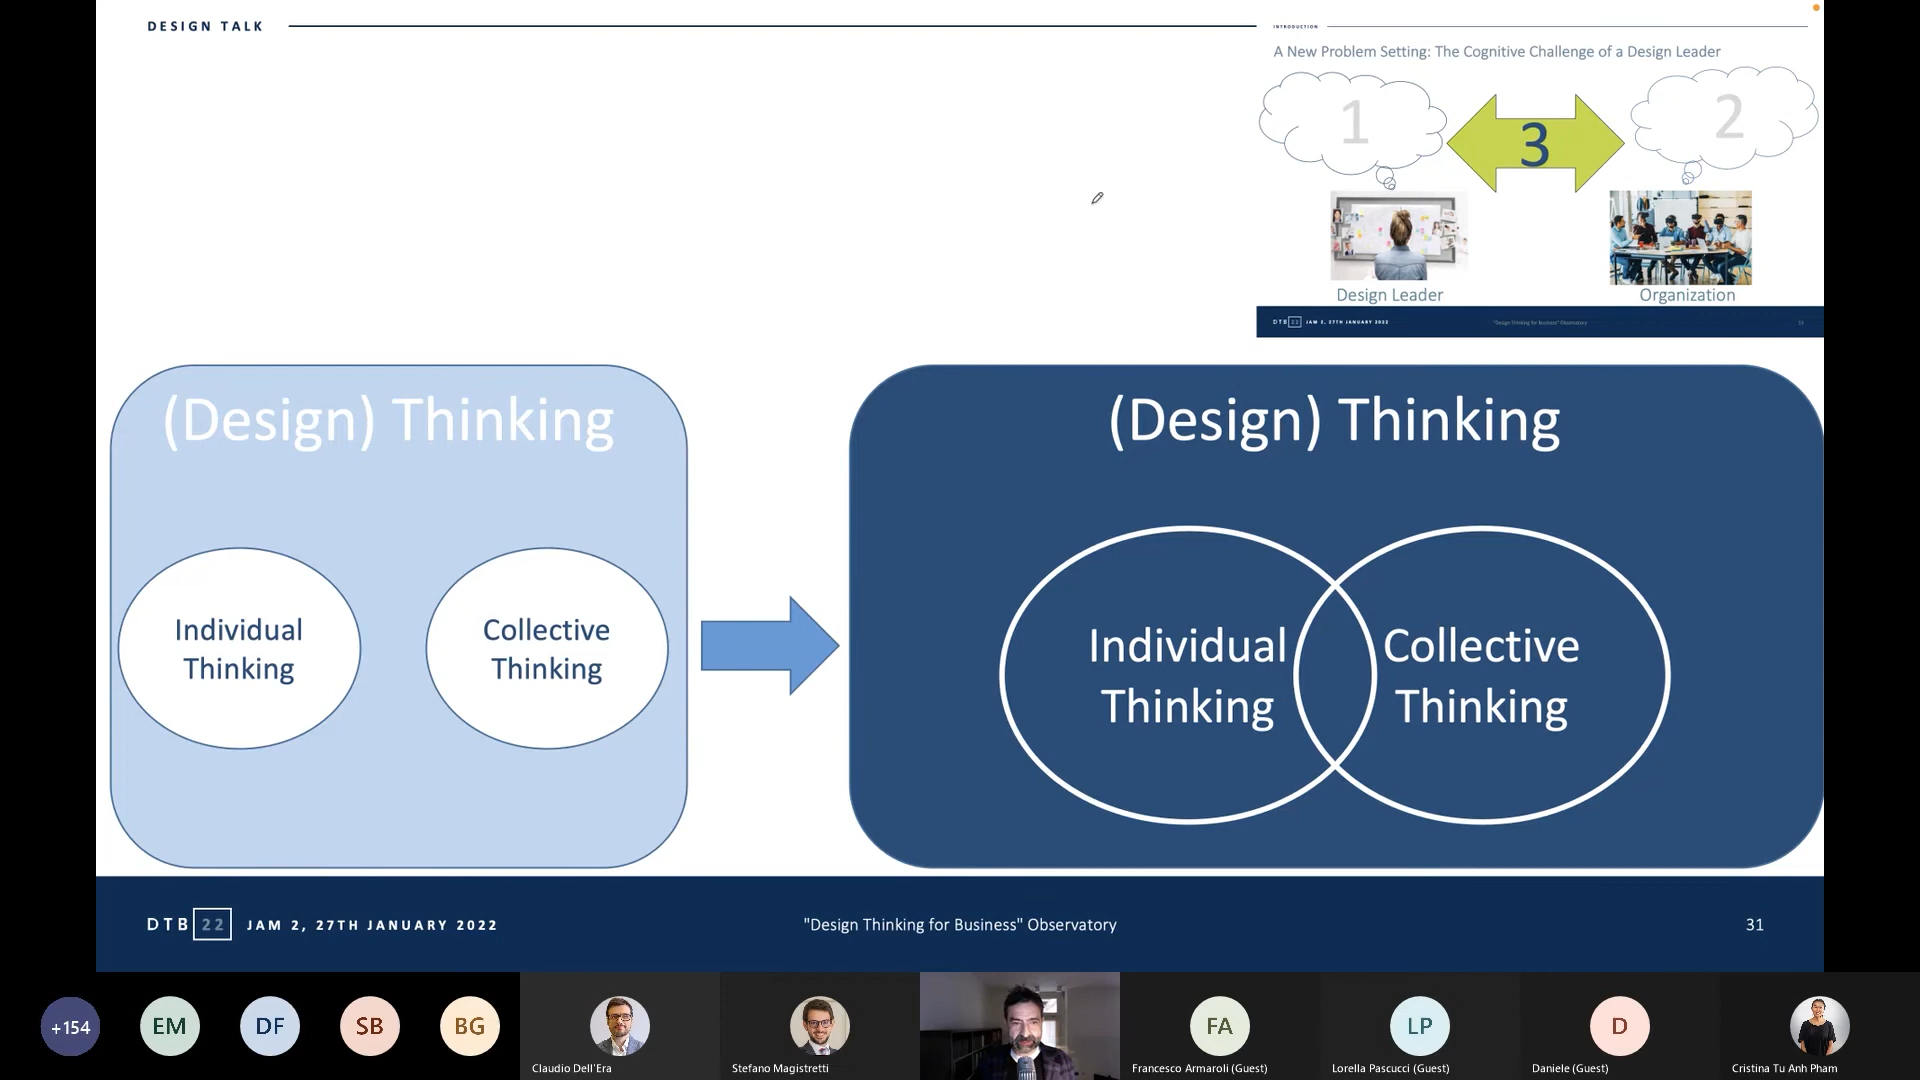 DESIGN TALK
INTRODUCTION
A New Problem Setting: The Cognitive Challenge of a Design Leader
1
3
2
Design Leader
Organization
DTB 22 JAM 2, 27TH JANUARY 2022
"Design Thinking for Business" Observatory
(Design) Thinking
Individual
Thinking
Collective
Thinking
(Design) Thinking
Individual
Thinking
Collective
Thinking
DTB 22 JAM 2, 27TH JANUARY 2022
"Design Thinking for Business" Observatory
31
+154
EM
DF
SB
BG
Claudio Dell'Era
Stefano Magistretti
FA
Francesco Armaroli (Guest)
LP
Lorella Pascucci (Guest)
D
Daniele (Guest)
Cristina Tu Anh Pham